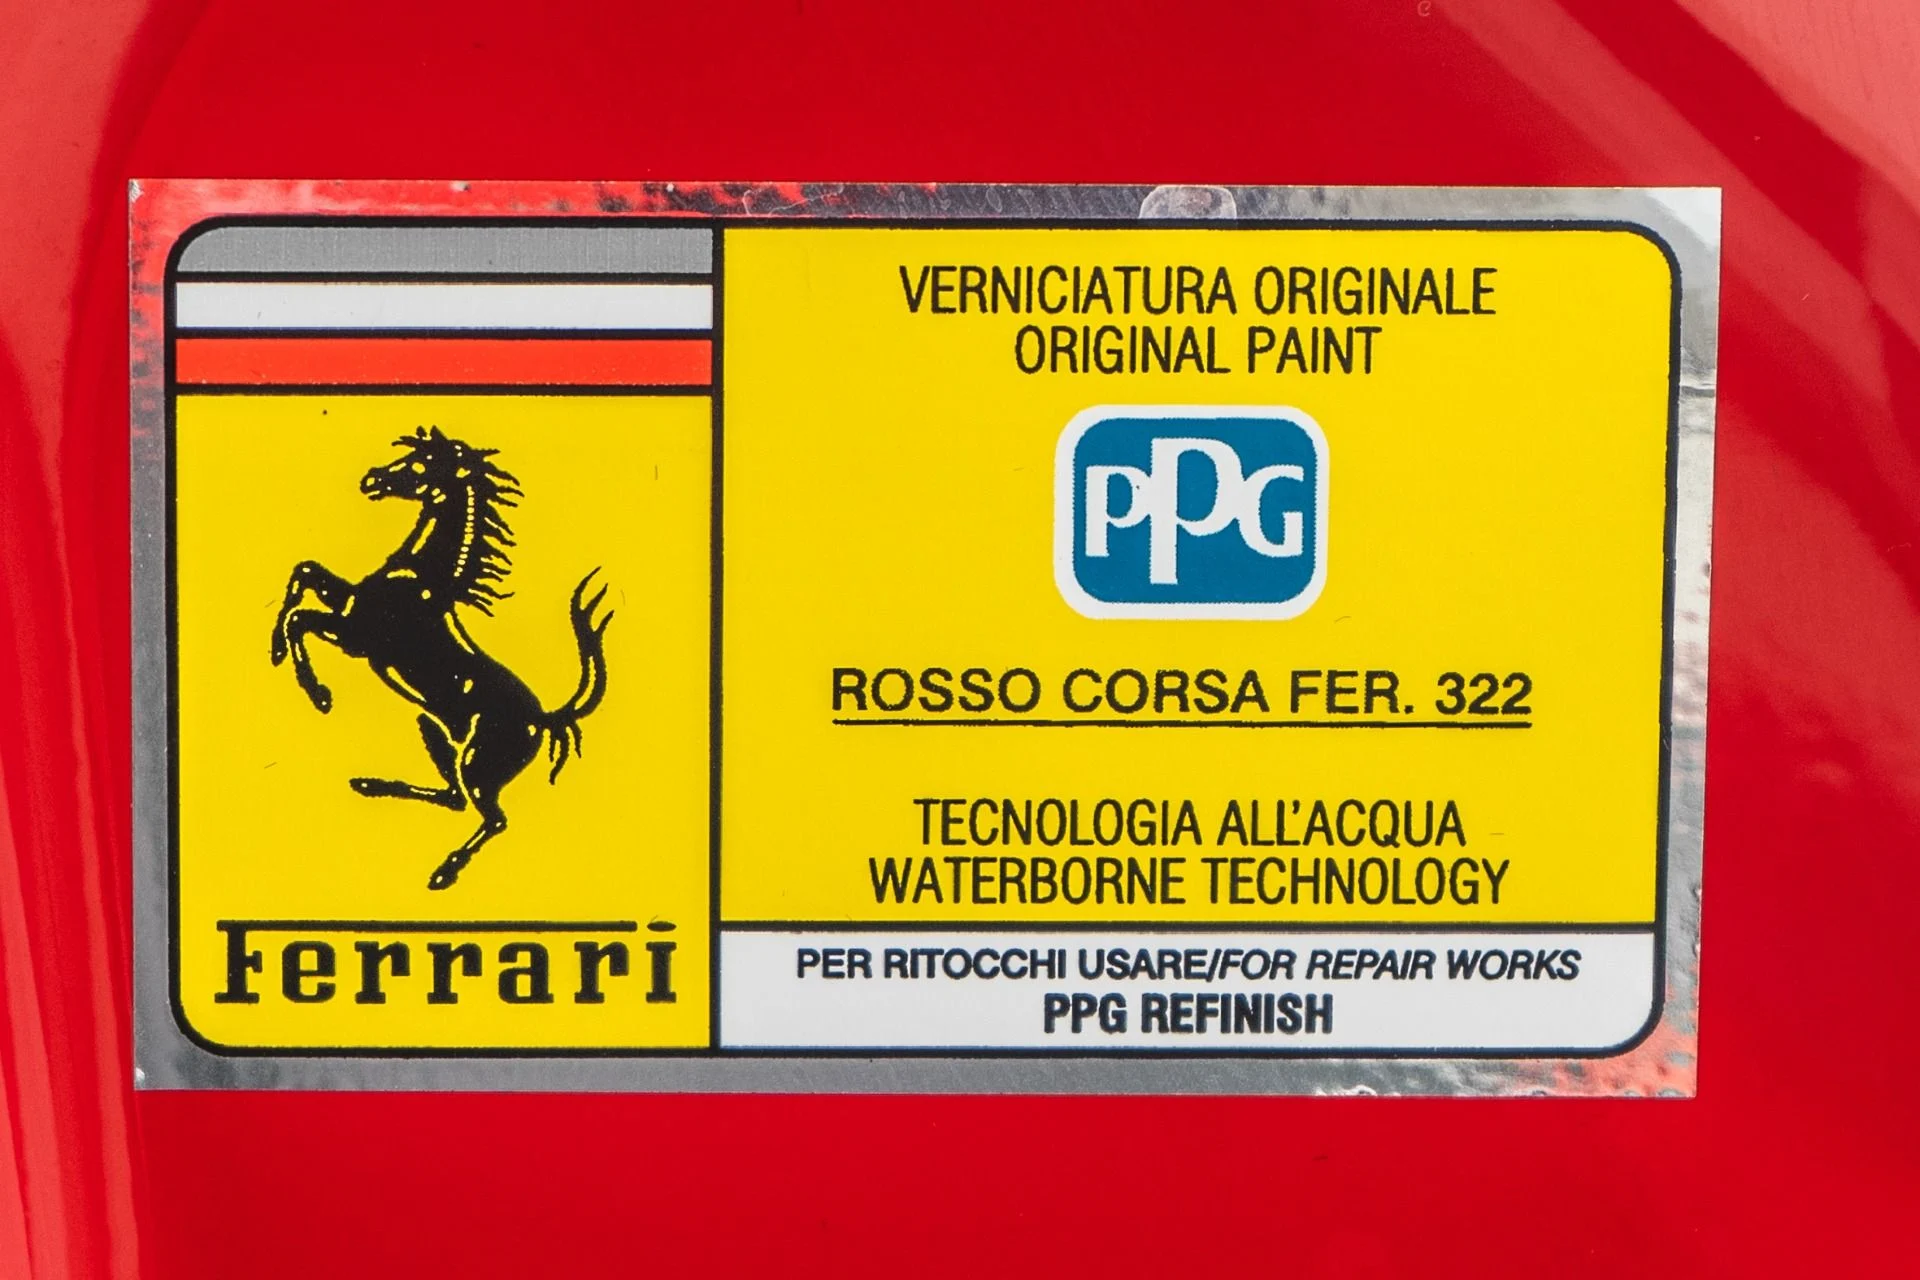 Ferrari
VERNICIATURA ORIGINALE
ORIGINAL PAINT
PPG
ROSSO CORSA FER. 322
TECNOLOGIA ALL'ACQUA
WATERBORNE TECHNOLOGY
PER RITOCCHI USARE/FOR REPAIR WORKS
PPG REFINISH